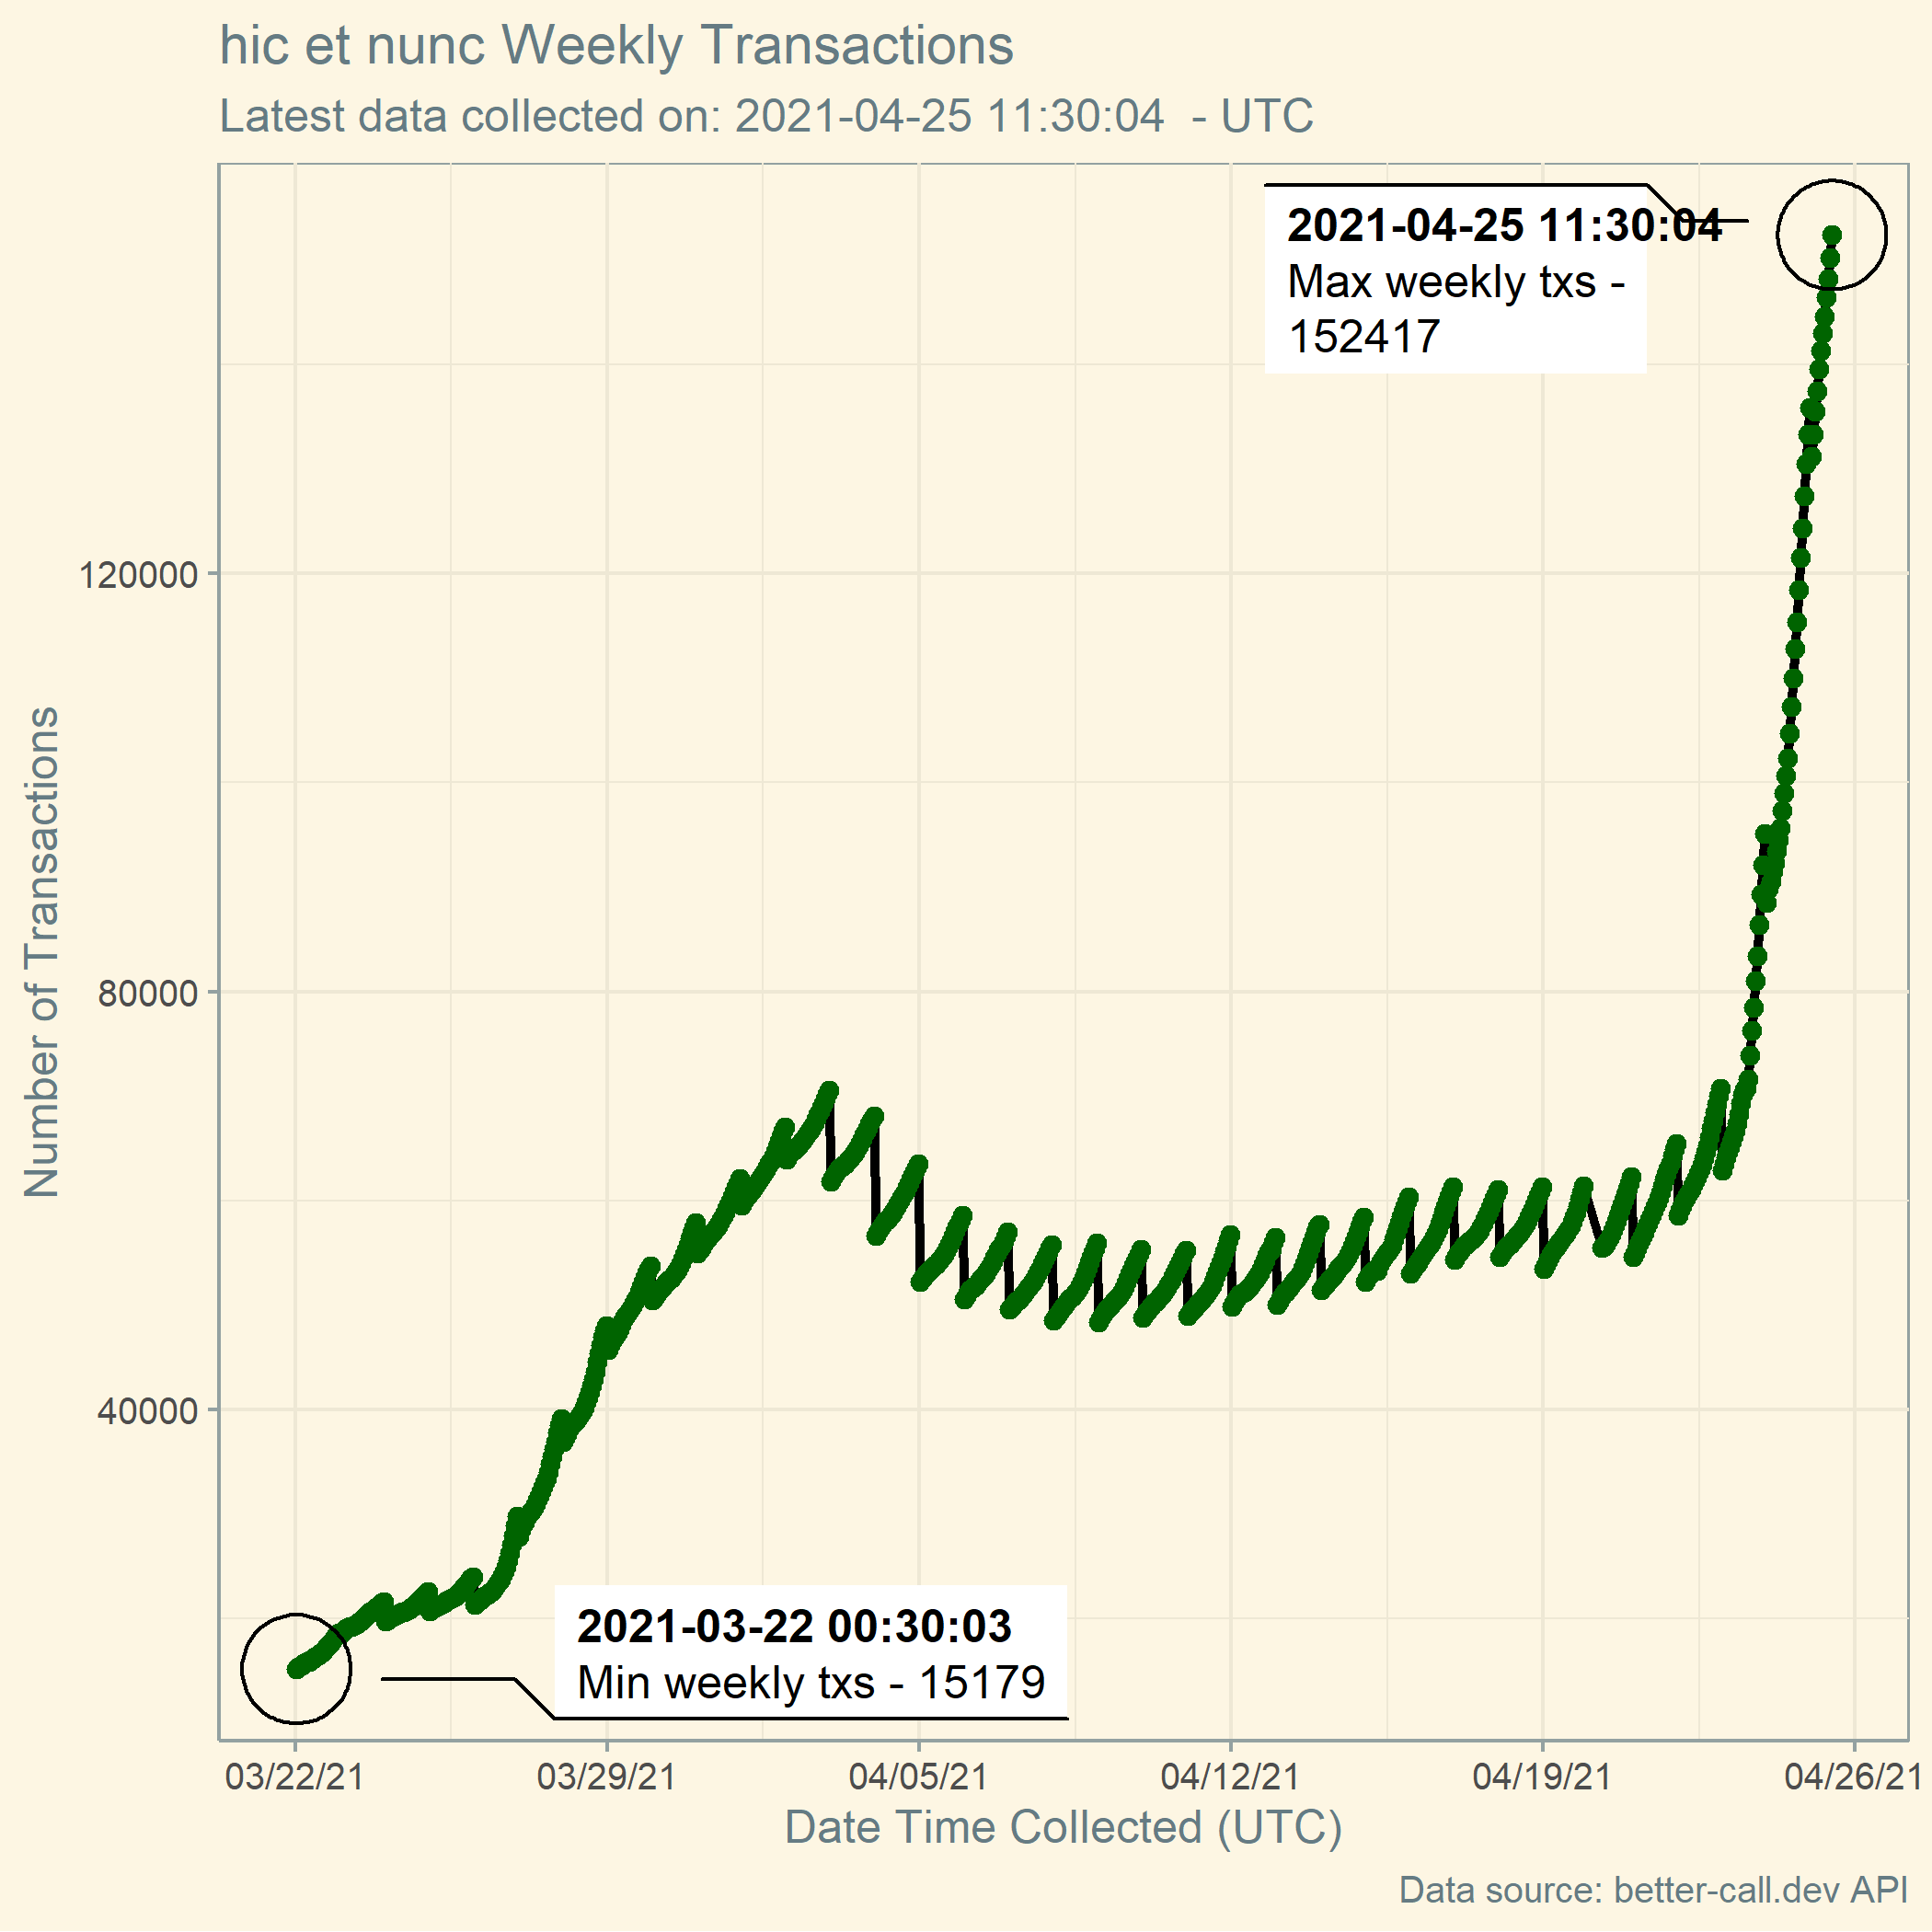 hic et nunc Weekly Transactions
Latest data collected on: 2021-04-25 11:30:04  - UTC
2021-04-25 11:30:04
Max weekly txs -
152417
120000
80000
40000
Number of Transactions
2021-03-22 00:30:03
Min weekly txs - 15179
03/22/21 03/29/21 04/05/21 04/12/21 04/19/21 04/26/21
Date Time Collected (UTC)
Data source: better-call.dev API